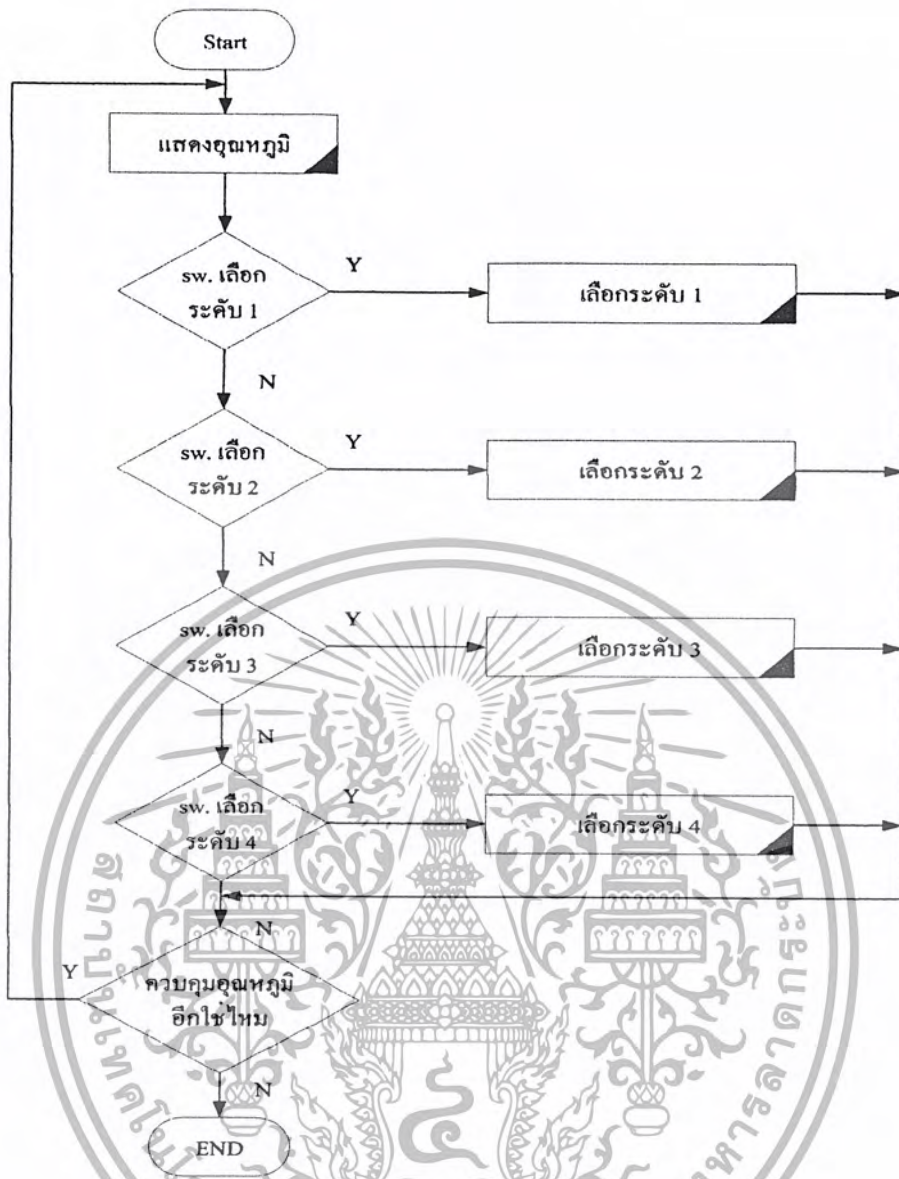 Start
แสดงอุณหภูมิ
sw. เลือก
ระดับ 1
Y
เลือกระดับ 1
N
sw. เลือก
ระดับ 2
Y
เลือกระดับ 2
N
sw. เลือก
ระดับ 3
Y
เลือกระดับ 3
N
sw. เลือก
ระดับ 4
Y
เลือกระดับ 4
N
ควบคุมอุณหภูมิ
อีกใช่ไหม
Y
N
END